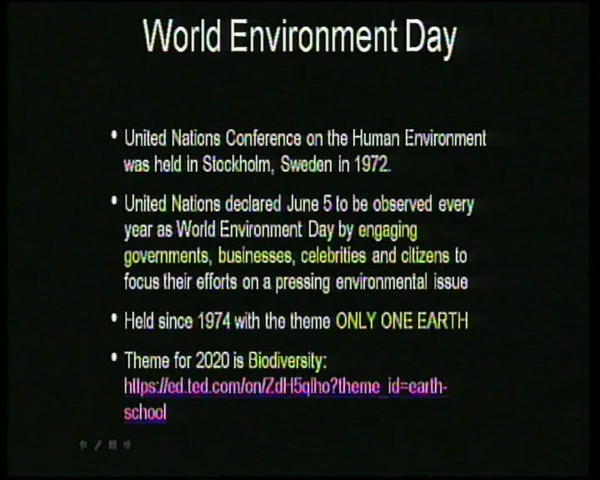 World Environment Day
• United Nations Conference on the Human Environment
was held in Stockholm, Sweden in 1972.
• United Nations declared June 5 to be observed every
year as World Environment Day by engaging
governments, businesses, celebrities and citizens to
focus their efforts on a pressing environmental issue
• Held since 1974 with the theme ONLY ONE EARTH
• Theme for 2020 is Biodiversity:
https://ed.ted.com/on/ZdH5qlho?theme_id=earth-
school